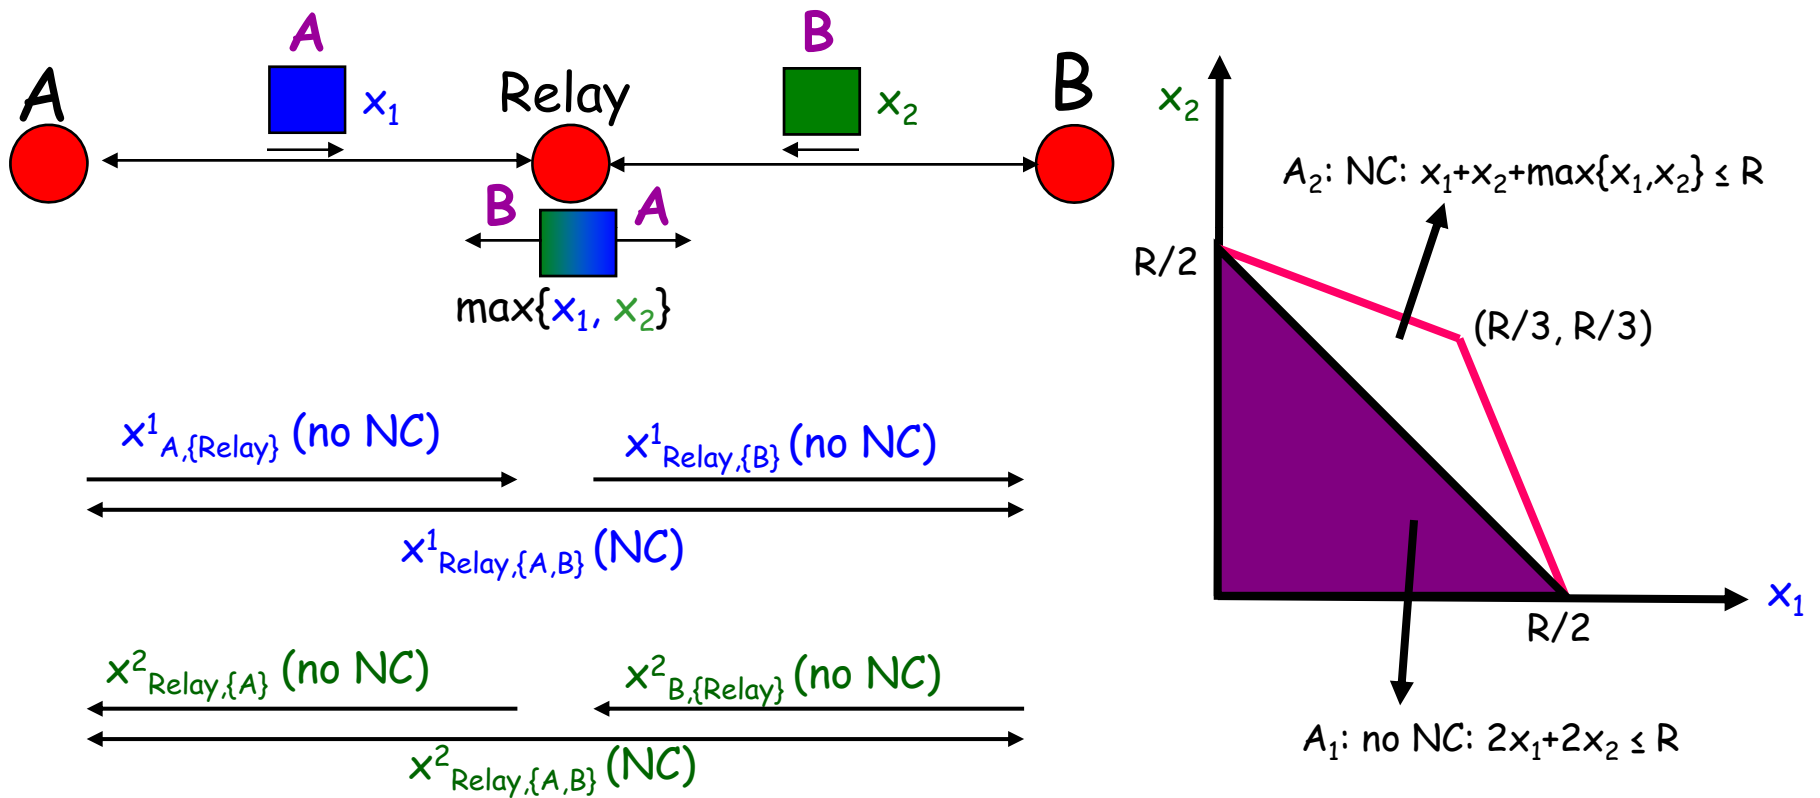 A
A
x1
Relay
B
x2
B
B
A
max{x1, x2}
x1A,{Relay} (no NC)
x1Relay,{B} (no NC)
x1Relay,{A,B} (NC)
x2Relay,{A} (no NC)
x2B,{Relay} (no NC)
x2Relay,{A,B} (NC)
x2
A2: NC: x1+x2+max{x1,x2} ≤ R
R/2
(R/3, R/3)
x1
R/2
A1: no NC: 2x1+2x2 ≤ R